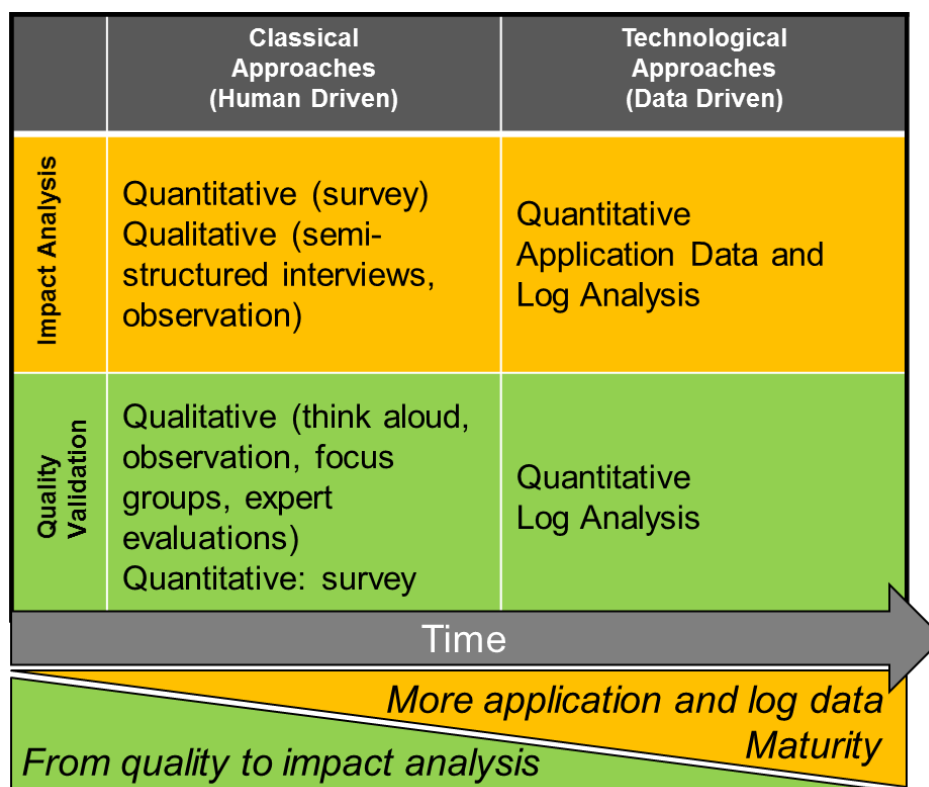 Classical
Approaches
(Human Driven)
Technological
Approaches
(Data Driven)
Impact Analysis
Quantitative (survey)
Qualitative (semi-
structured interviews,
observation)
Quantitative
Application Data and
Log Analysis
Quality
Validation
Qualitative (think aloud,
observation, focus
groups, expert
evaluations)
Quantitative: survey
Quantitative
Log Analysis
Time
More application and log data
Maturity
From quality to impact analysis